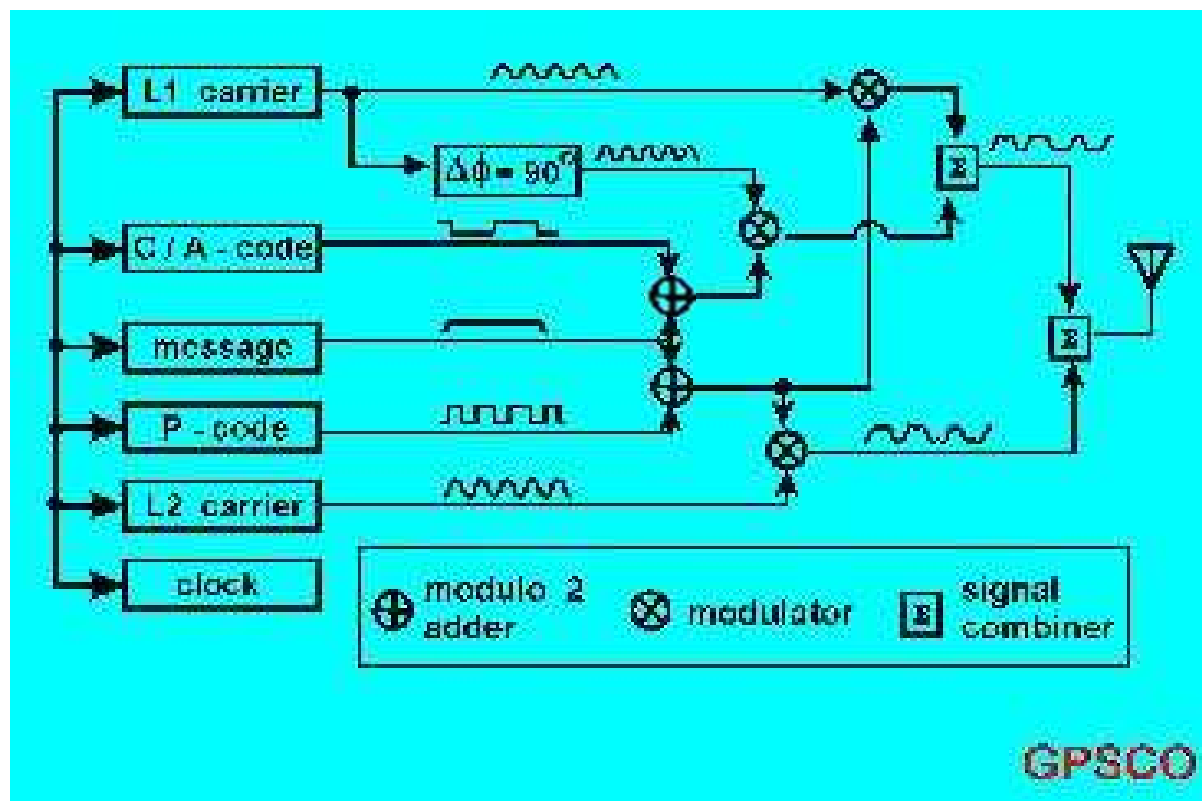 L1 carrier
Δϕ = 90°
C / A - code
message
P - code
L2 carrier
clock
Σ
Σ
modulo 2
adder
modulator
Σ
signal
combiner
GPSCO